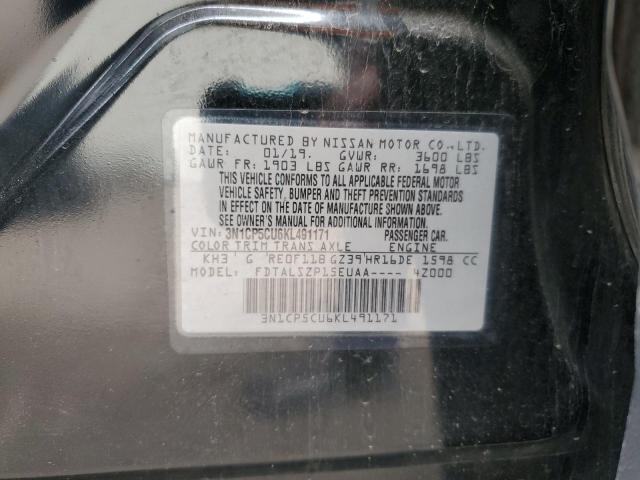 MANUFACTURED BY NISSAN MOTOR CO.,LTD.
DATE: 01/19. GVWR: 3600 LBS
GAWR FR: 1903 LBS GAWR RR: 1698 LBS
THIS VEHICLE CONFORMS TO ALL APPLICABLE FEDERAL MOTOR
VEHICLE SAFETY, BUMPER AND THEFT PREVENTION STANDARDS
IN EFFECT ON THE DATE OF MANUFACTURE SHOWN ABOVE.
SEE OWNER'S MANUAL FOR ADDITIONAL INFORMATION.
VIN: 3N1CP5CU6KL491171 PASSENGER CAR.
COLOR TRIM TRANS AXLE ENGINE
KH3 G RE0F11B GZ39 HR16DE 1598 CC
MODEL: FDTALSZP15EUAA---- 4Z000
3N1CP5CU6KL491171